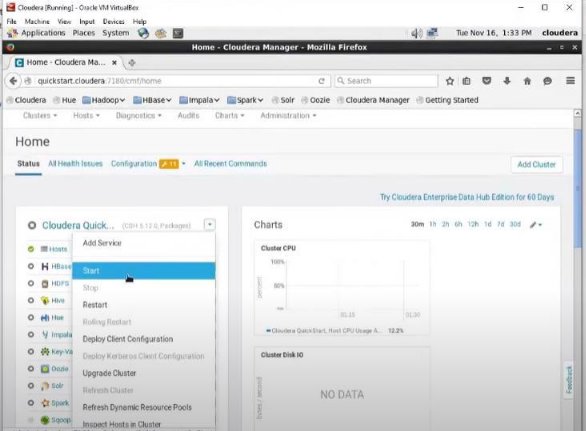 Cloudera [Running] - Oracle VM VirtualBox
File Machine View Input Devices Help
Applications Places System Tue Nov 16, 1:33 PM cloudera
Home - Cloudera Manager - Mozilla Firefox
Home - Cloudera Ma...
quickstart.cloudera:7180/cmf/home Search
Cloudera Hue Hadoop HBase Impala Spark Solr Oozie Cloudera Manager Getting Started
Clusters Hosts Diagnostics Audits Charts Administration
Home
Status All Health Issues Configuration 11 All Recent Commands Add Cluster
Try Cloudera Enterprise Data Hub Edition for 60 Days
Cloudera Quick... (CDH 5.12.0, Packages)
Hosts
HBase
HDFS
Hive
Hue
Impala
Key-Va
Oozie
Solr
Spark
Sqoop
Add Service
Start
Stop
Restart
Rolling Restart
Deploy Client Configuration
Deploy Kerberos Client Configuration
Upgrade Cluster
Refresh Cluster
Refresh Dynamic Resource Pools
Inspect Hosts in Cluster
Charts 30m 1h 2h 6h 12h 1d 7d 30d
Cluster CPU
percent
100%
50%
01:15 01:30
Cloudera QuickStart, Host CPU Usage A... 12.2%
Cluster Disk IO
bytes / second
NO DATA
Feedback